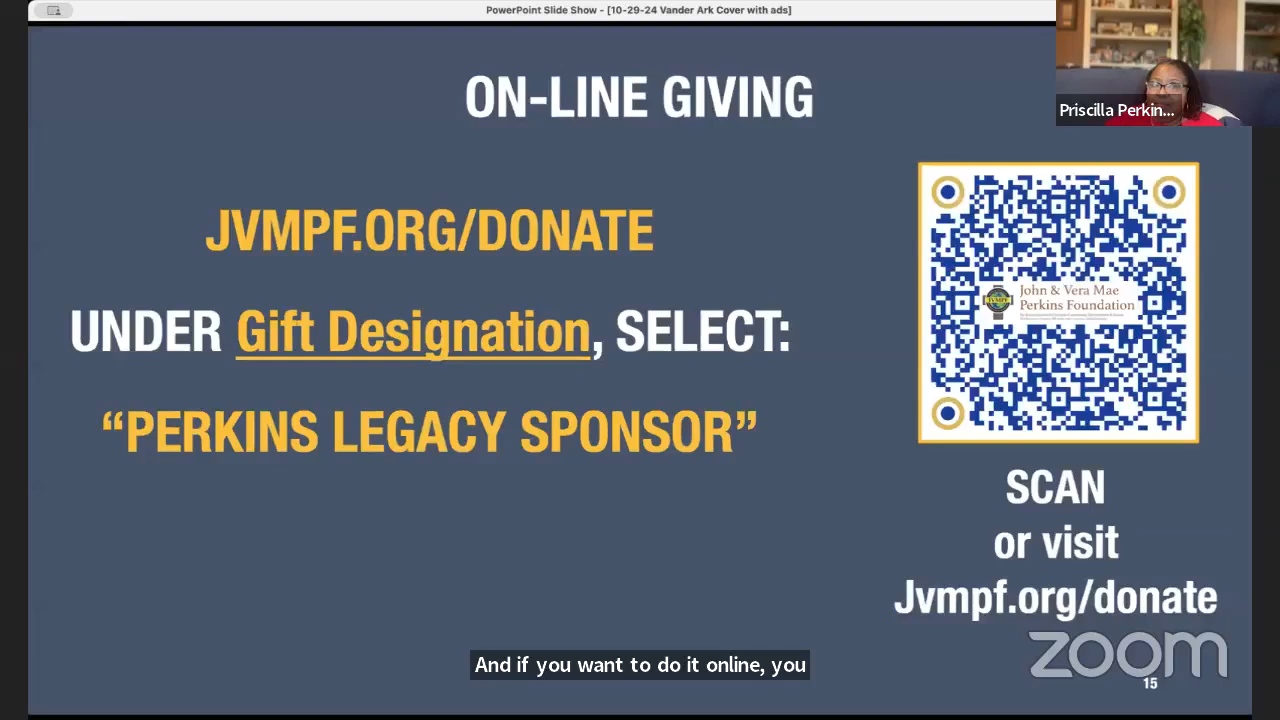 PowerPoint Slide Show - [10-29-24 Vander Ark Cover with ads]
Priscilla Perkin...
ON-LINE GIVING
JVMPF.ORG/DONATE
UNDER Gift Designation, SELECT:
“PERKINS LEGACY SPONSOR”
JVMPF
John & Vera Mae
Perkins Foundation
SCAN
or visit
Jvmpf.org/donate
And if you want to do it online, you
zoom
15